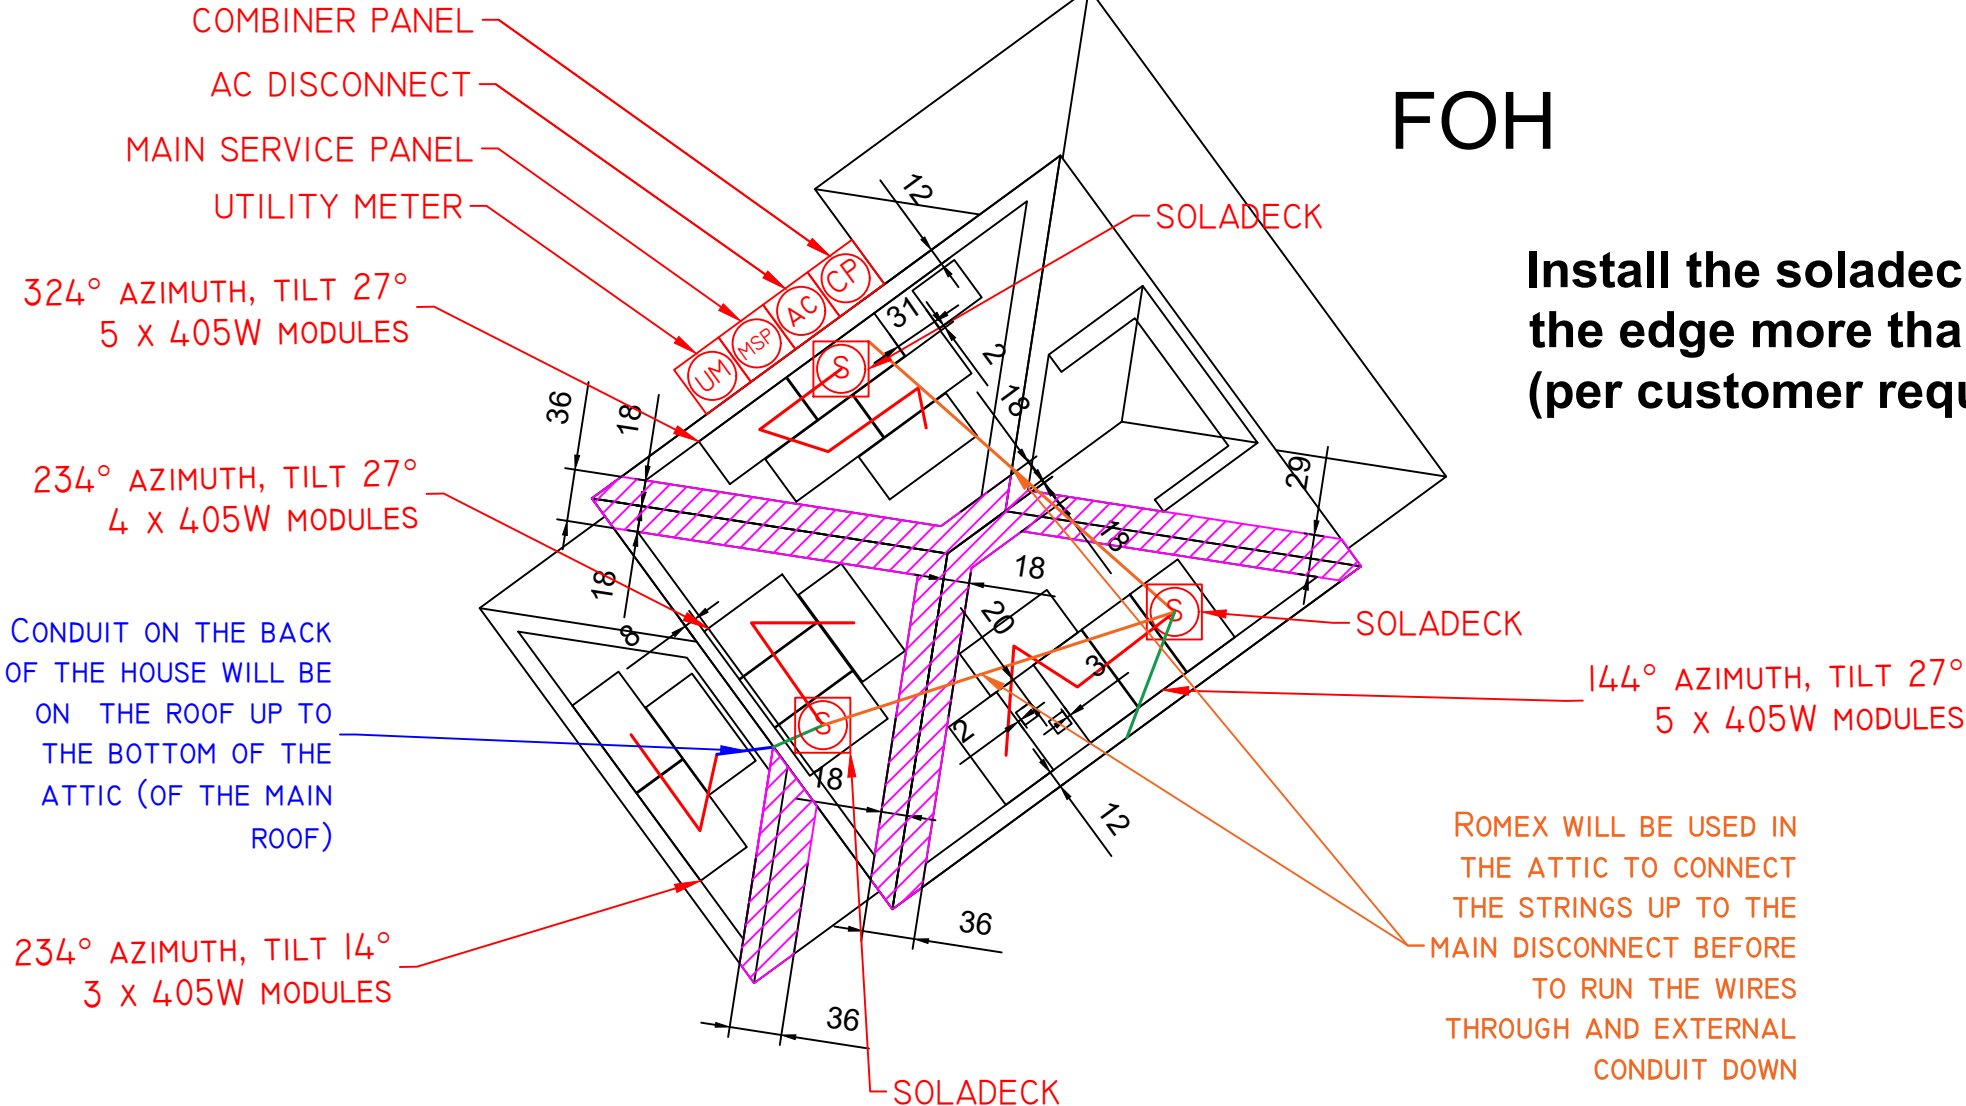 COMBINER PANEL
AC DISCONNECT
MAIN SERVICE PANEL
UTILITY METER
324° AZIMUTH, TILT 27°
5 X 405W MODULES
234° AZIMUTH, TILT 27°
4 X 405W MODULES
CONDUIT ON THE BACK
OF THE HOUSE WILL BE
ON THE ROOF UP TO
THE BOTTOM OF THE
ATTIC (OF THE MAIN
ROOF)
234° AZIMUTH, TILT 14°
3 X 405W MODULES
UM
MSP
AC
CP
S
12
31
2
18
36
18
18
8
18
18
29
20
3
2
S
S
18
12
36
36
SOLADECK
SOLADECK
SOLADECK
FOH
Install the soladec
the edge more tha
(per customer requ
144° AZIMUTH, TILT 27°
5 X 405W MODULES
ROMEX WILL BE USED IN
THE ATTIC TO CONNECT
THE STRINGS UP TO THE
MAIN DISCONNECT BEFORE
TO RUN THE WIRES
THROUGH AND EXTERNAL
CONDUIT DOWN